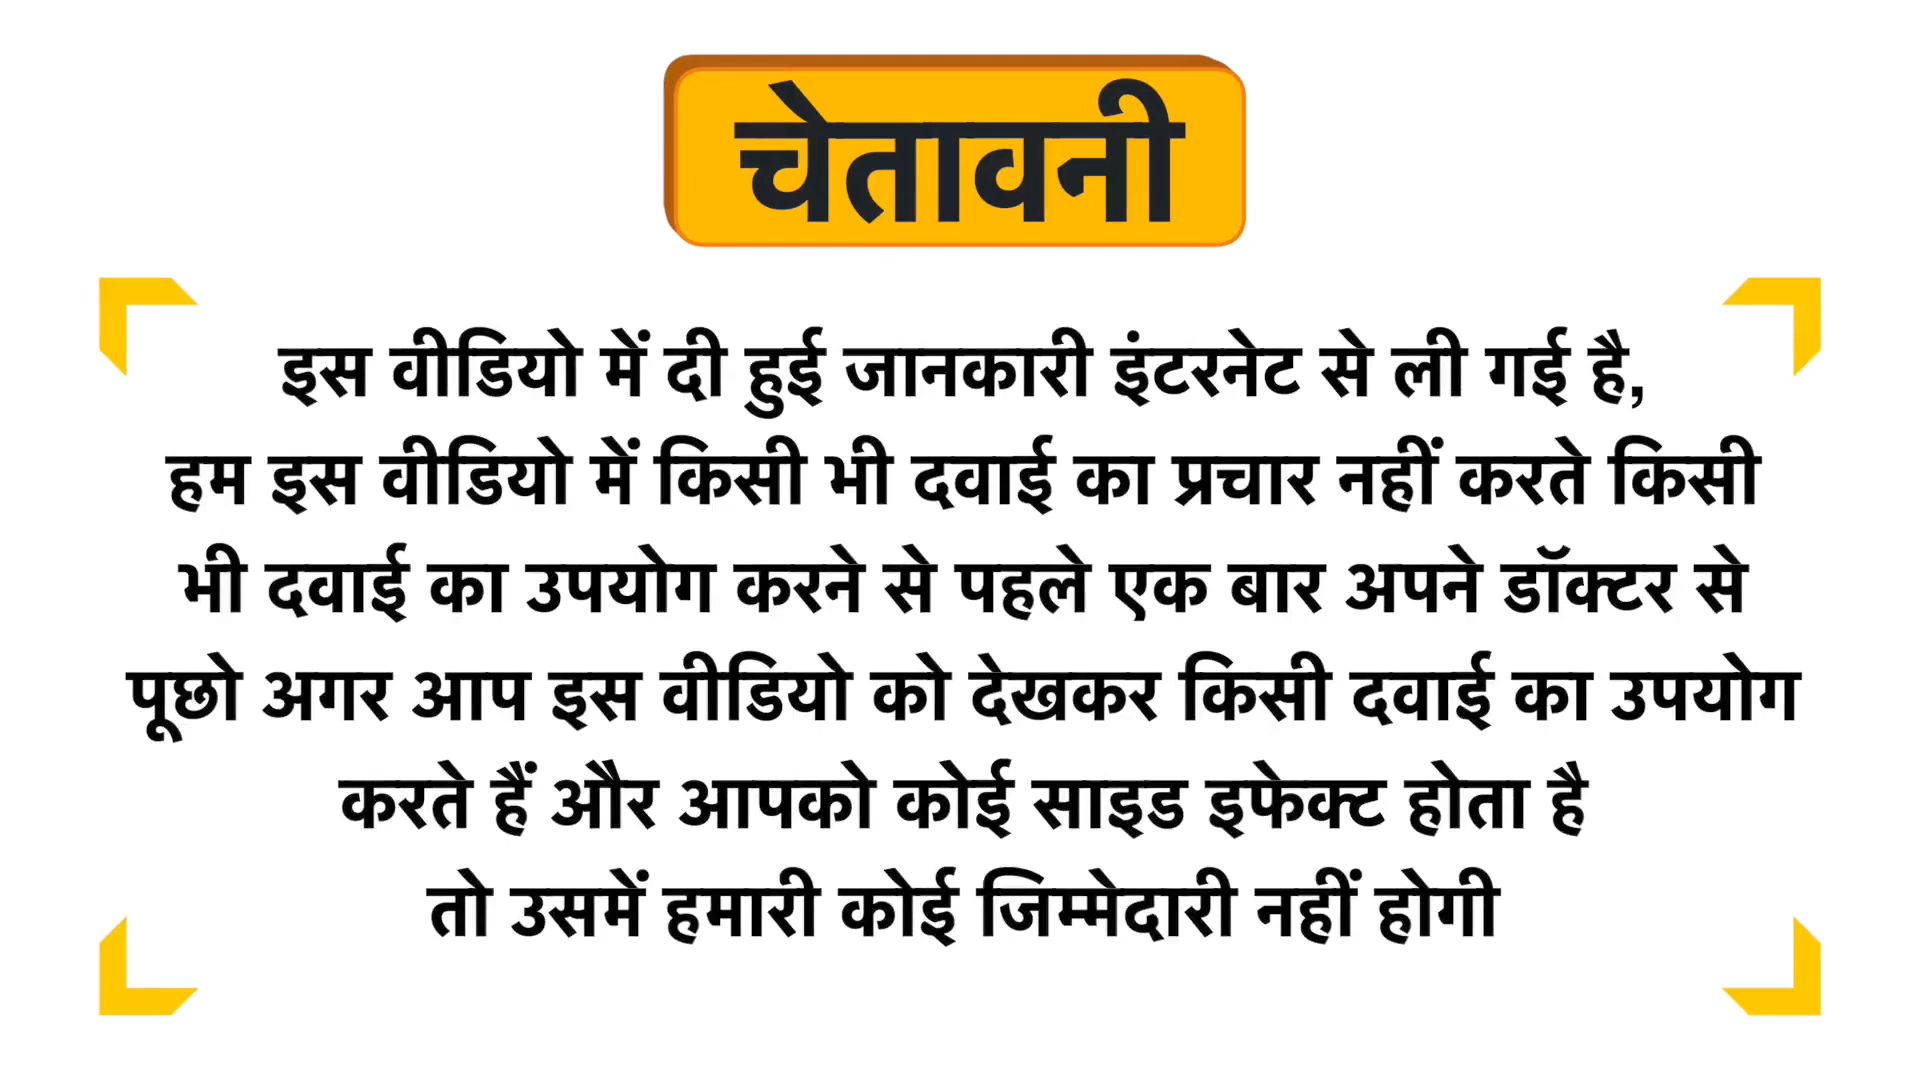 चेतावनी
इस वीडियो में दी हुई जानकारी इंटरनेट से ली गई है,
हम इस वीडियो में किसी भी दवाई का प्रचार नहीं करते किसी
भी दवाई का उपयोग करने से पहले एक बार अपने डॉक्टर से
पूछो अगर आप इस वीडियो को देखकर किसी दवाई का उपयोग
करते हैं और आपको कोई साइड इफेक्ट होता है
तो उसमें हमारी कोई जिम्मेदारी नहीं होगी